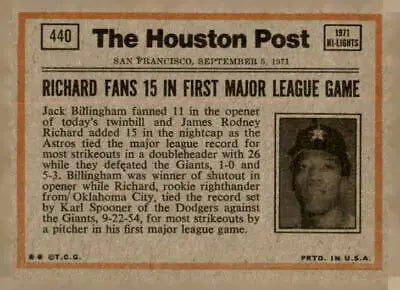 440
The Houston Post
1971
HI-LIGHTS
SAN FRANCISCO, SEPTEMBER 5, 1971
RICHARD FANS 15 IN FIRST MAJOR LEAGUE GAME
Jack Billingham fanned 11 in the opener
of today's twinbill and James Rodney
Richard added 15 in the nightcap as the
Astros tied the major league record for
most strikeouts in a doubleheader with 26
while they defeated the Giants, 1-0 and
5-3. Billingham was winner of shutout in
opener while Richard, rookie righthander
from Oklahoma City, tied the record set
by Karl Spooner of the Dodgers against
the Giants, 9-22-54, for most strikeouts by
a pitcher in his first major league game.
** ©T.C.G.
PRTD. IN U.S.A.